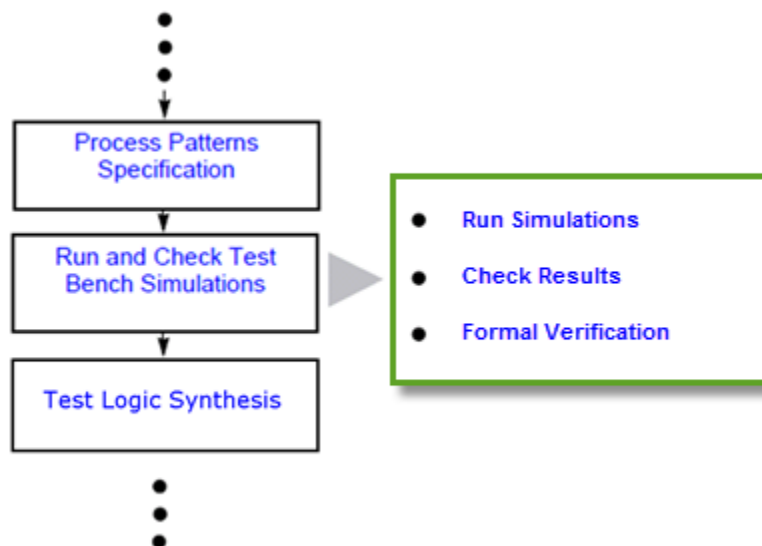 Process Patterns
Specification
Run and Check Test
Bench Simulations
Run Simulations
Check Results
Formal Verification
Test Logic Synthesis